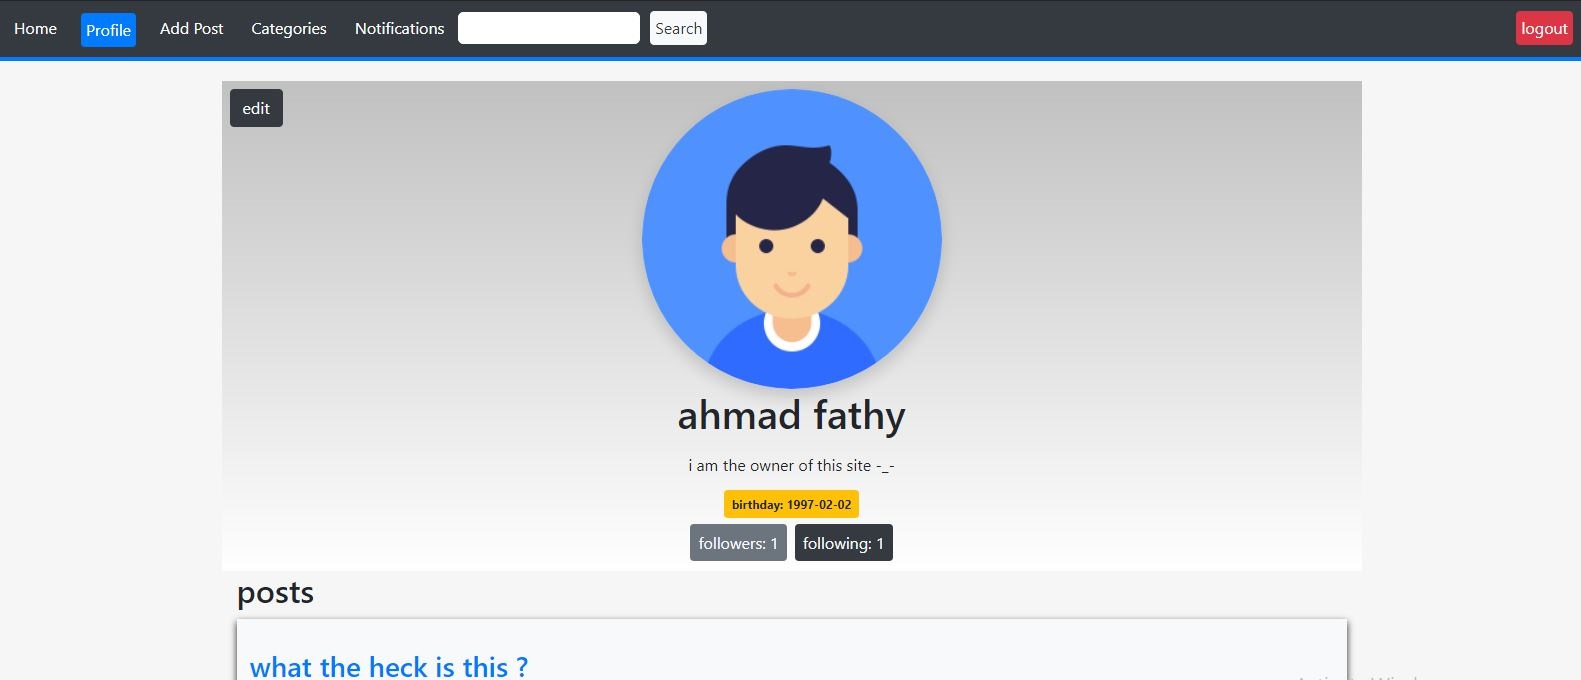 Home Profile Add Post Categories Notifications Search logout
edit
ahmad fathy
i am the owner of this site -_-
birthday: 1997-02-02
followers: 1 following: 1
posts
what the heck is this ?